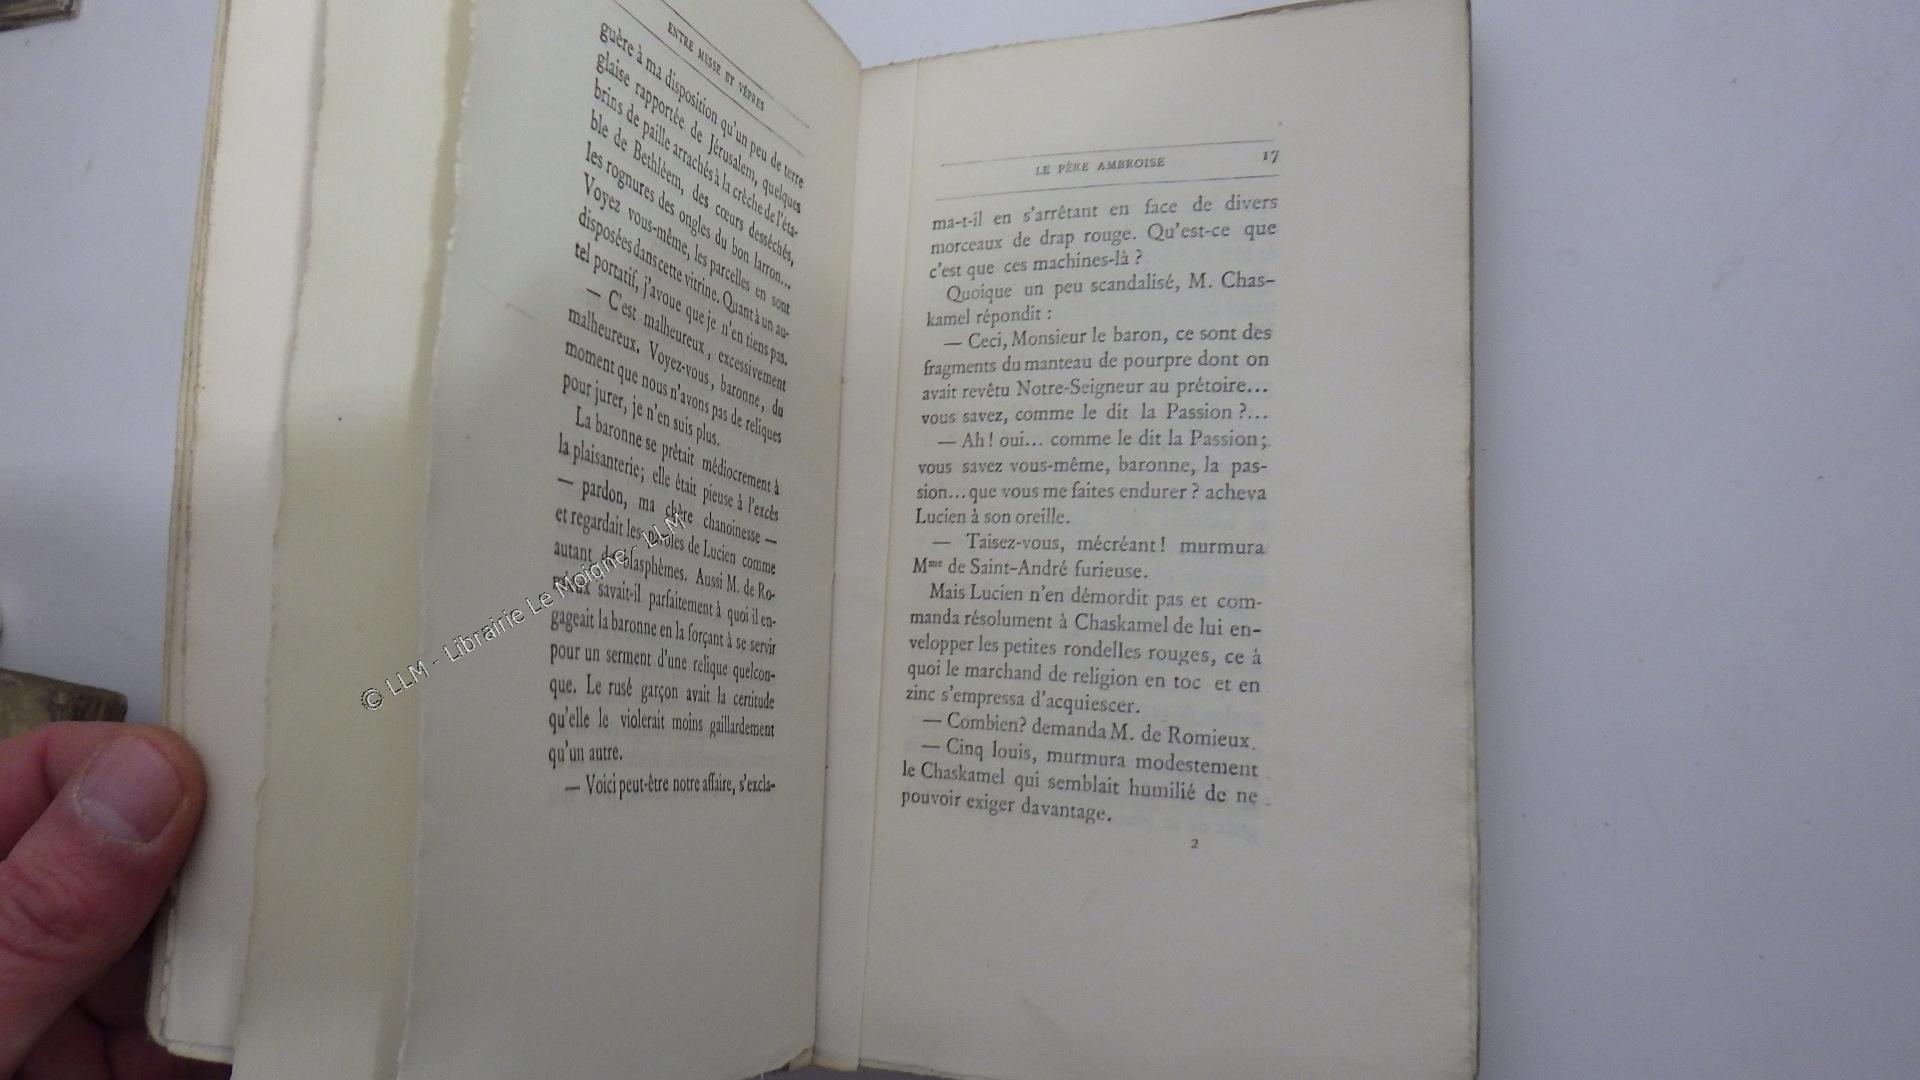 ENTRE MESSE ET VÊPRES
guère à ma disposition qu'un peu de terre
glaise rapportée de Jérusalem, quelques
brins de paille arrachés à la crèche de l'éta-
ble de Bethléem, des cœurs desséchés,
les rognures des ongles du bon larron...
Voyez vous-même, les parcelles en sont
disposées dans cette vitrine. Quant à un au-
tel portatif, j'avoue que je n'en tiens pas.
— C'est malheureux, excessivement
malheureux. Voyez-vous, baronne, du
moment que nous n'avons pas de reliques
pour jurer, je n'en suis plus.
La baronne se prêtait médiocrement à
la plaisanterie; elle était pieuse à l'excès
— pardon, ma chère chanoinesse —
et regardait les paroles de Lucien comme
autant de blasphèmes. Aussi M. de Ro-
mieux savait-il parfaitement à quoi il en-
gageait la baronne en la forçant à se servir
pour un serment d'une relique quelcon-
que. Le rusé garçon avait la certitude
qu'elle le violerait moins gaillardement
qu'un autre.
— Voici peut-être notre affaire, s'excla-
© LLM - Librairie Le Moigne - LLM
LE PÈRE AMBROISE 17
ma-t-il en s'arrêtant en face de divers
morceaux de drap rouge. Qu'est-ce que
c'est que ces machines-là ?
Quoique un peu scandalisé, M. Chas-
kamel répondit :
— Ceci, Monsieur le baron, ce sont des
fragments du manteau de pourpre dont on
avait revêtu Notre-Seigneur au prétoire...
vous savez, comme le dit la Passion ?...
— Ah! oui... comme le dit la Passion;
vous savez vous-même, baronne, la pas-
sion... que vous me faites endurer ? acheva
Lucien à son oreille.
— Taisez-vous, mécréant! murmura
Mme de Saint-André furieuse.
Mais Lucien n'en démordit pas et com-
manda résolument à Chaskamel de lui en-
velopper les petites rondelles rouges, ce à
quoi le marchand de religion en toc et en
zinc s'empressa d'acquiescer.
— Combien? demanda M. de Romieux.
— Cinq louis, murmura modestement
le Chaskamel qui semblait humilié de ne
pouvoir exiger davantage.
2